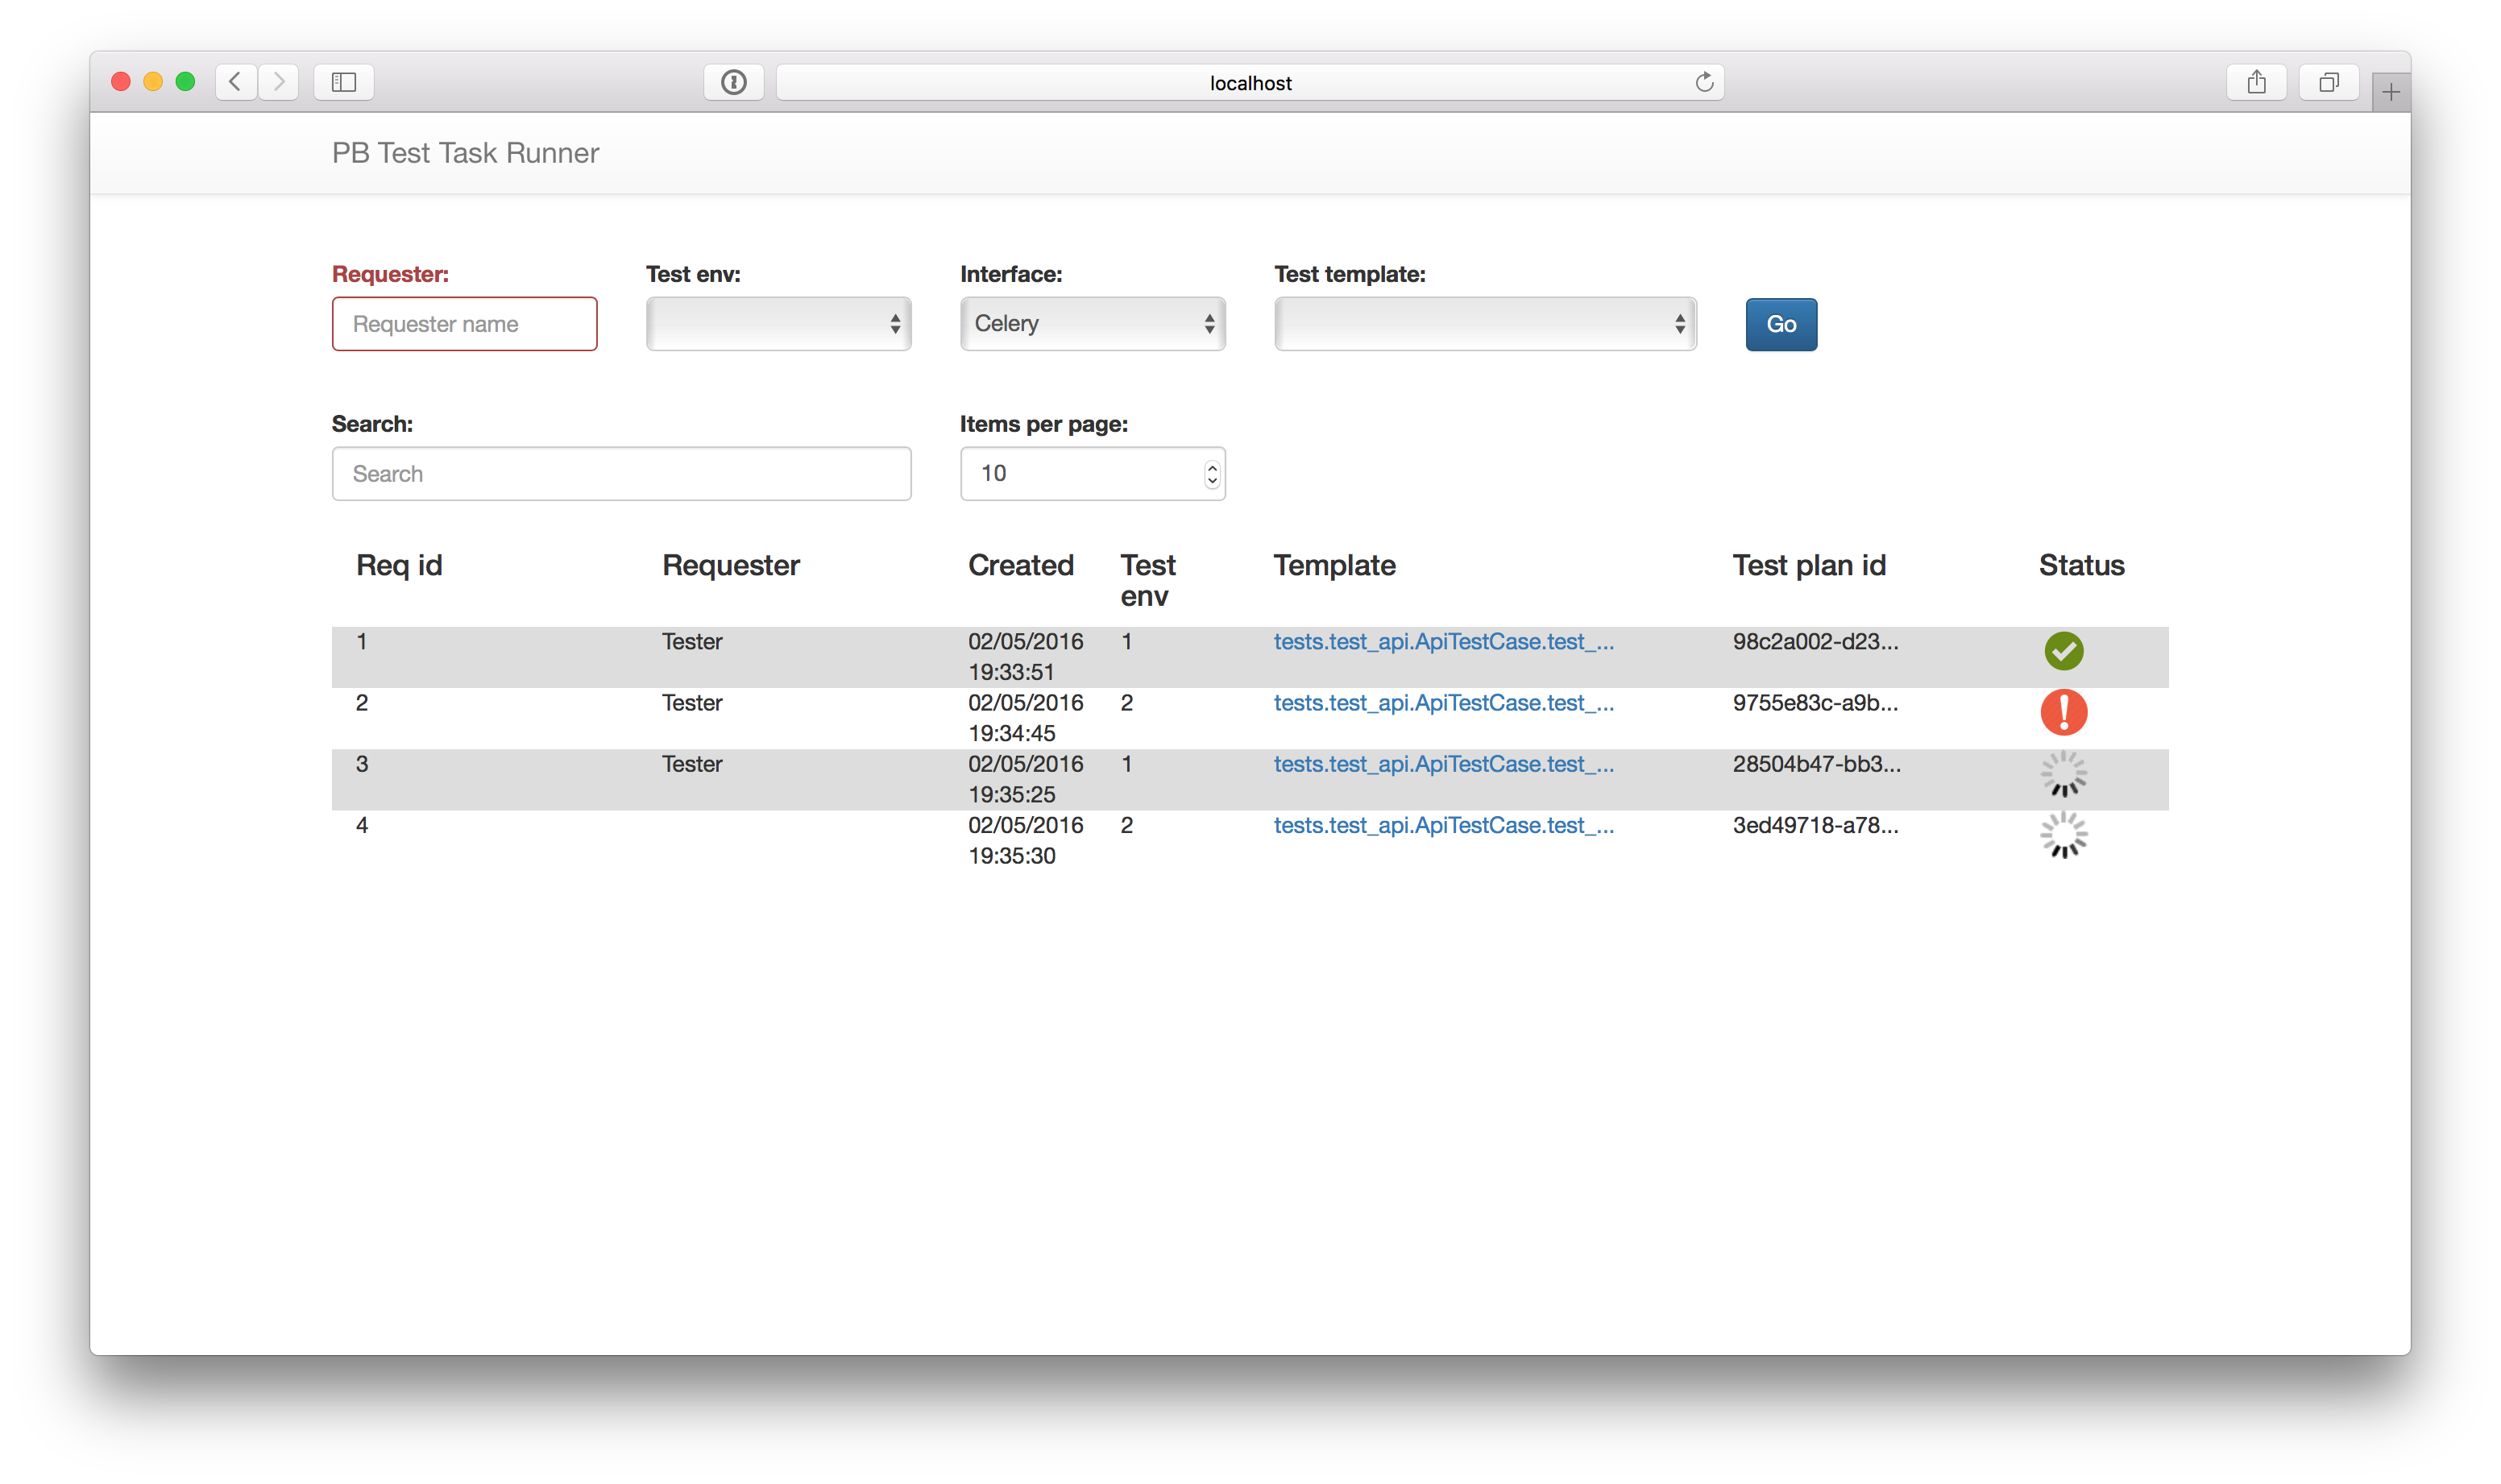 localhost
PB Test Task Runner
Requester: Test env: Interface: Test template:
Requester name Celery Go
Search: Items per page:
Search 10
Req id Requester Created Test Template Test plan id Status
env
1 Tester 02/05/2016 1 tests.test_api.ApiTestCase.test_... 98c2a002-d23...
19:33:51
2 Tester 02/05/2016 2 tests.test_api.ApiTestCase.test_... 9755e83c-a9b...
19:34:45
3 Tester 02/05/2016 1 tests.test_api.ApiTestCase.test_... 28504b47-bb3...
19:35:25
4 02/05/2016 2 tests.test_api.ApiTestCase.test_... 3ed49718-a78...
19:35:30